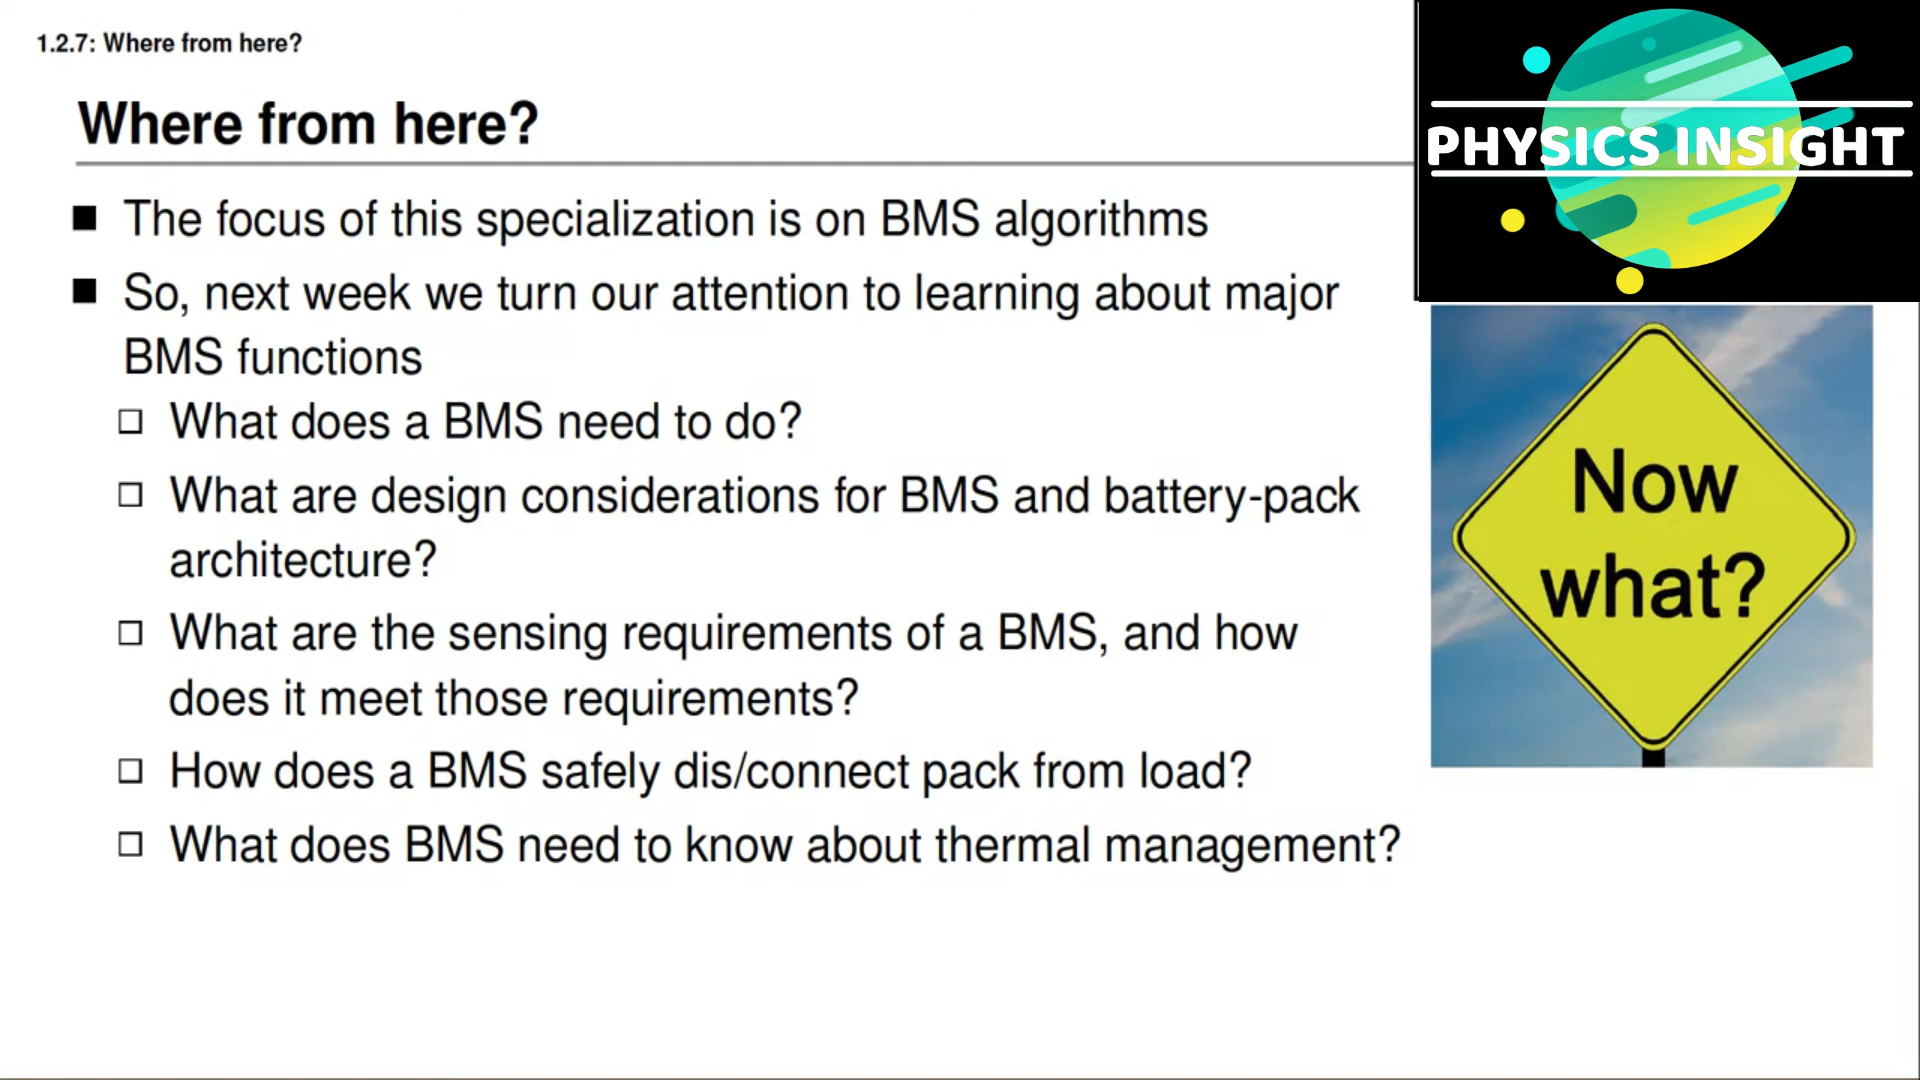 1.2.7: Where from here?
Where from here?
PHYSICS INSIGHT
The focus of this specialization is on BMS algorithms
So, next week we turn our attention to learning about major
BMS functions
What does a BMS need to do?
What are design considerations for BMS and battery-pack
architecture?
What are the sensing requirements of a BMS, and how
does it meet those requirements?
How does a BMS safely dis/connect pack from load?
What does BMS need to know about thermal management?
Now
what?